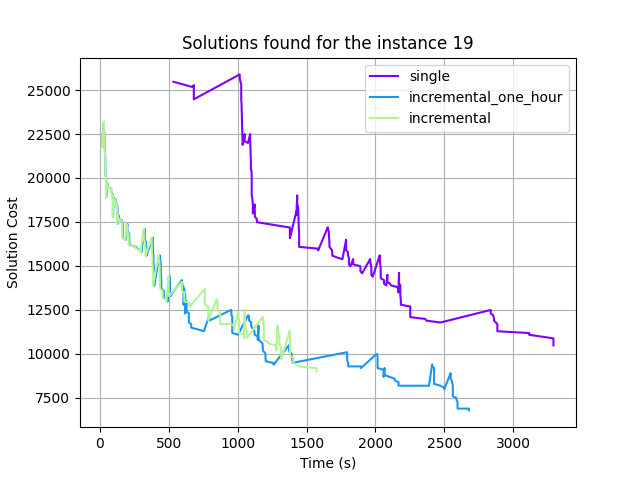 Solutions found for the instance 19
single
incremental_one_hour
incremental
Solution Cost
25000
22500
20000
17500
15000
12500
10000
7500
0 500 1000 1500 2000 2500 3000
Time (s)